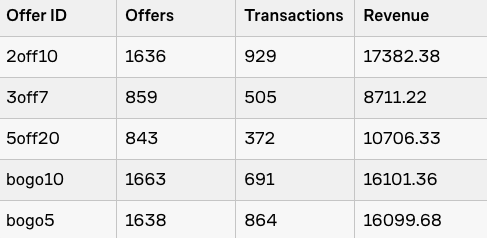 Offer ID Offers Transactions Revenue
2off10 1636 929 17382.38
3off7 859 505 8711.22
5off20 843 372 10706.33
bogo10 1663 691 16101.36
bogo5 1638 864 16099.68